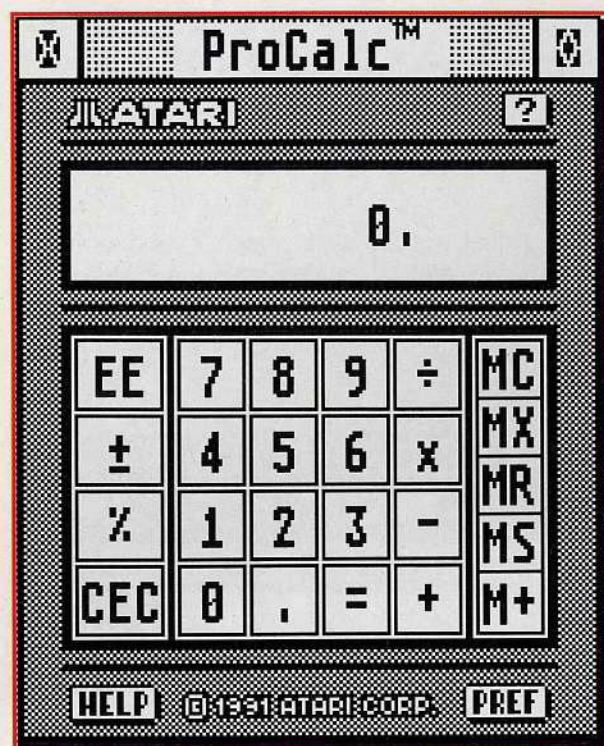 ProCalc™
ATARI
?
0.
EE 7 8 9 ÷ MC
± 4 5 6 x MX
MR
% 1 2 3 - MS
CEC 0 . = + M+
HELP © 1991 ATARI CORP. PREF